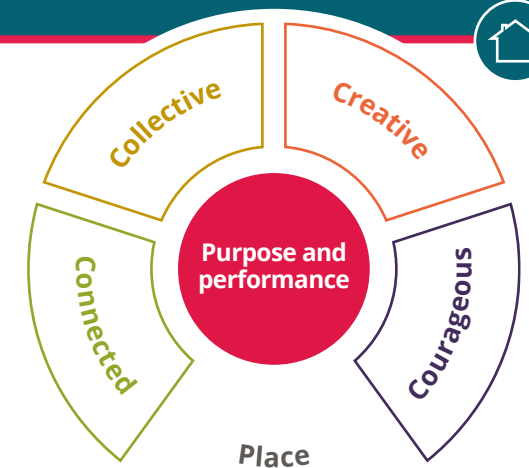 Collective
Creative
Connected
Purpose and
performance
Courageous
Place